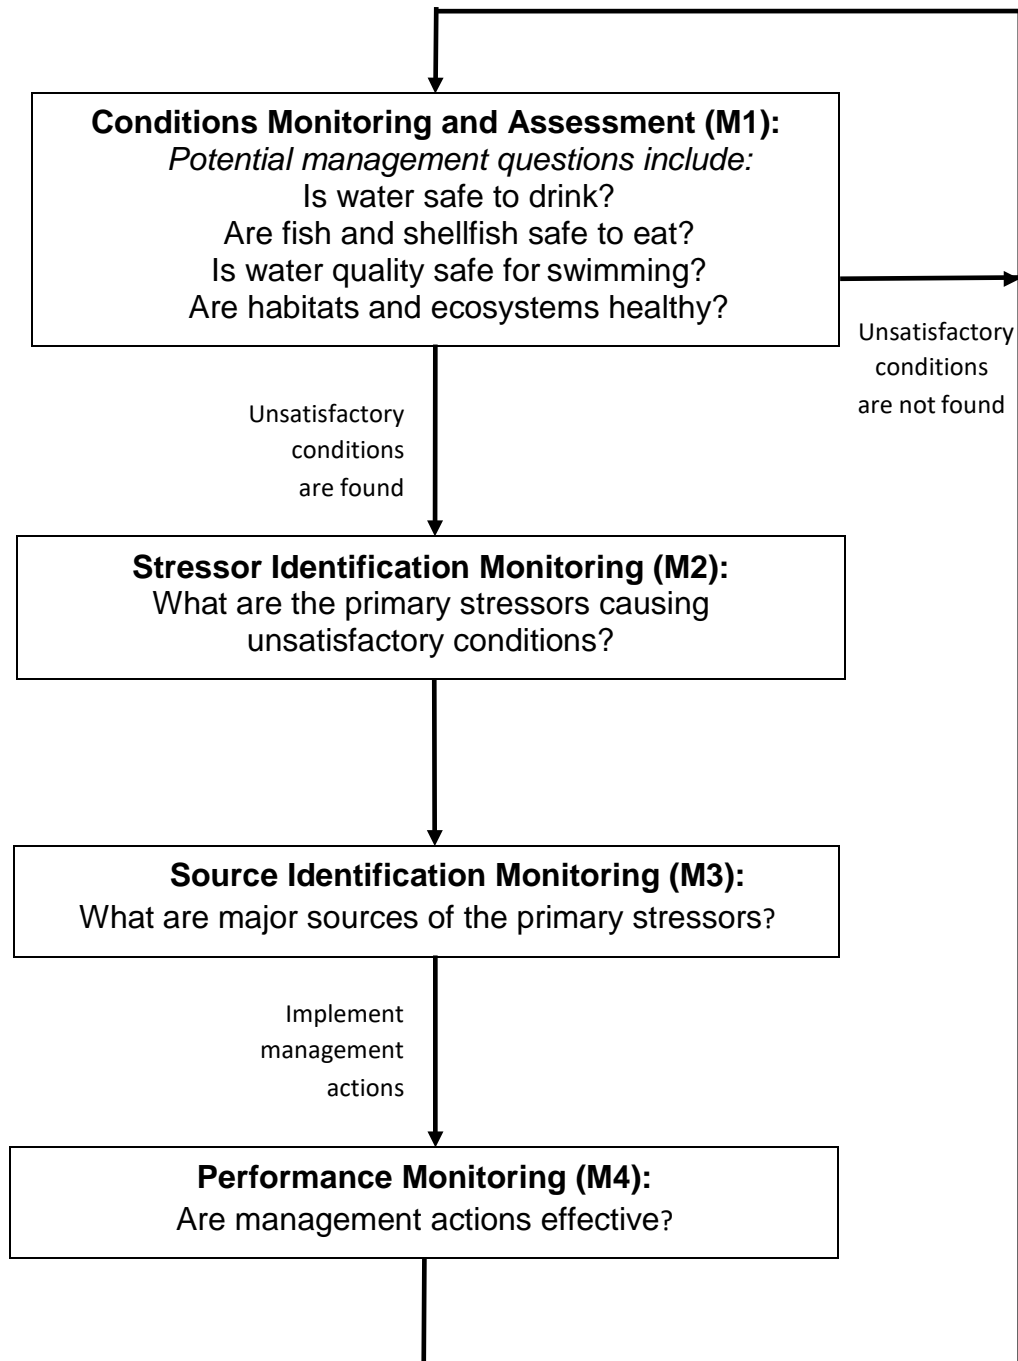 Conditions Monitoring and Assessment (M1):
Potential management questions include:
Is water safe to drink?
Are fish and shellfish safe to eat?
Is water quality safe for swimming?
Are habitats and ecosystems healthy?
Unsatisfactory
conditions
are not found
Unsatisfactory
conditions
are found
Stressor Identification Monitoring (M2):
What are the primary stressors causing
unsatisfactory conditions?
Source Identification Monitoring (M3):
What are major sources of the primary stressors?
Implement
management
actions
Performance Monitoring (M4):
Are management actions effective?